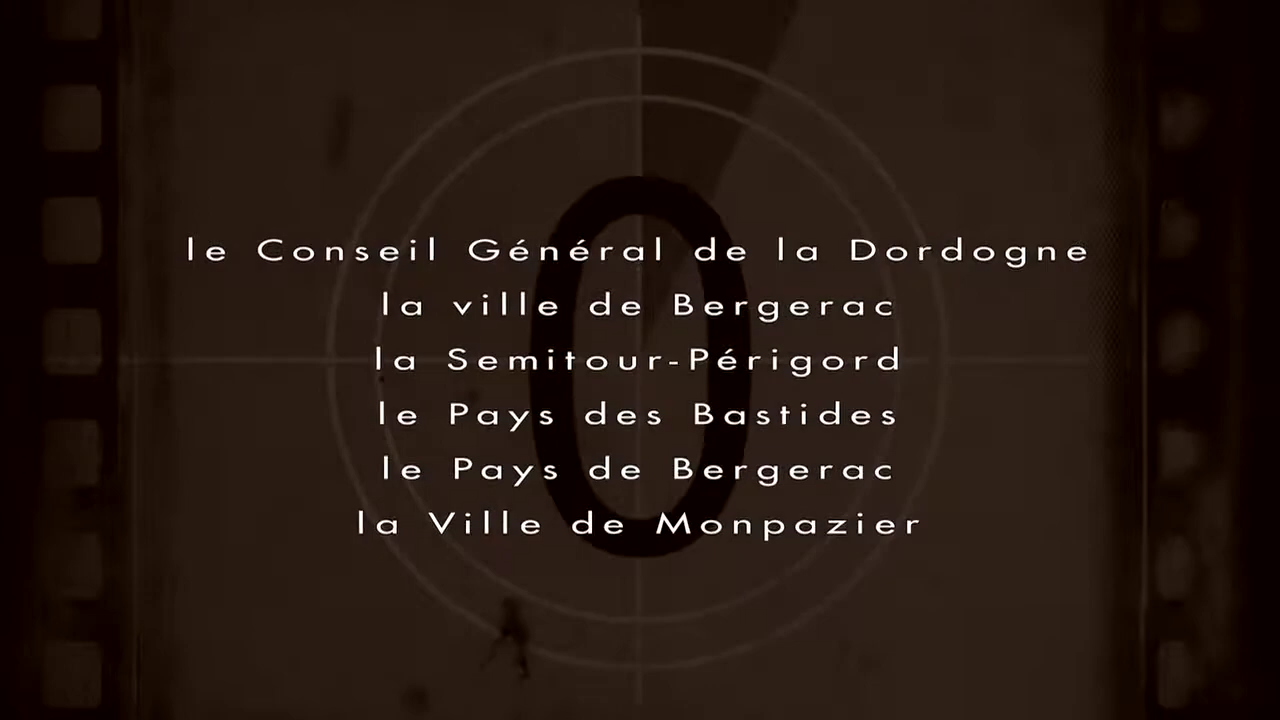 0
le Conseil Général de la Dordogne
la ville de Bergerac
la Semitour-Périgord
le Pays des Bastides
le Pays de Bergerac
la Ville de Monpazier